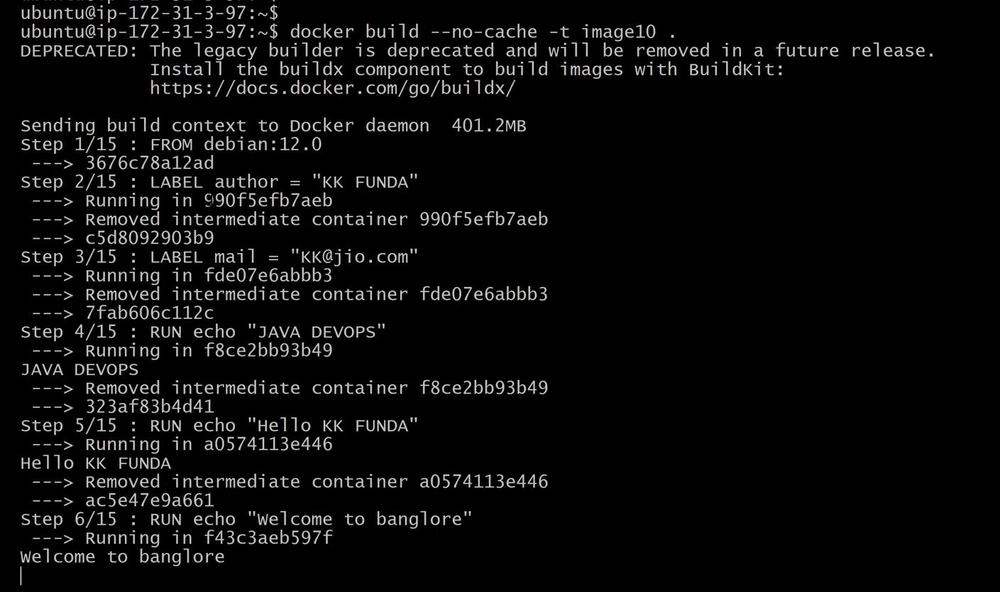 ubuntu@ip-172-31-3-97:~$
ubuntu@ip-172-31-3-97:~$ docker build --no-cache -t image10 .
DEPRECATED: The legacy builder is deprecated and will be removed in a future release.
            Install the buildx component to build images with BuildKit:
            https://docs.docker.com/go/buildx/

Sending build context to Docker daemon  401.2MB
Step 1/15 : FROM debian:12.0
 ---> 3676c78a12ad
Step 2/15 : LABEL author = "KK FUNDA"
 ---> Running in 990f5efb7aeb
 ---> Removed intermediate container 990f5efb7aeb
 ---> c5d8092903b9
Step 3/15 : LABEL mail = "KK@jio.com"
 ---> Running in fde07e6abbb3
 ---> Removed intermediate container fde07e6abbb3
 ---> 7fab606c112c
Step 4/15 : RUN echo "JAVA DEVOPS"
 ---> Running in f8ce2bb93b49
JAVA DEVOPS
 ---> Removed intermediate container f8ce2bb93b49
 ---> 323af83b4d41
Step 5/15 : RUN echo "Hello KK FUNDA"
 ---> Running in a0574113e446
Hello KK FUNDA
 ---> Removed intermediate container a0574113e446
 ---> ac5e47e9a661
Step 6/15 : RUN echo "Welcome to banglore"
 ---> Running in f43c3aeb597f
Welcome to banglore